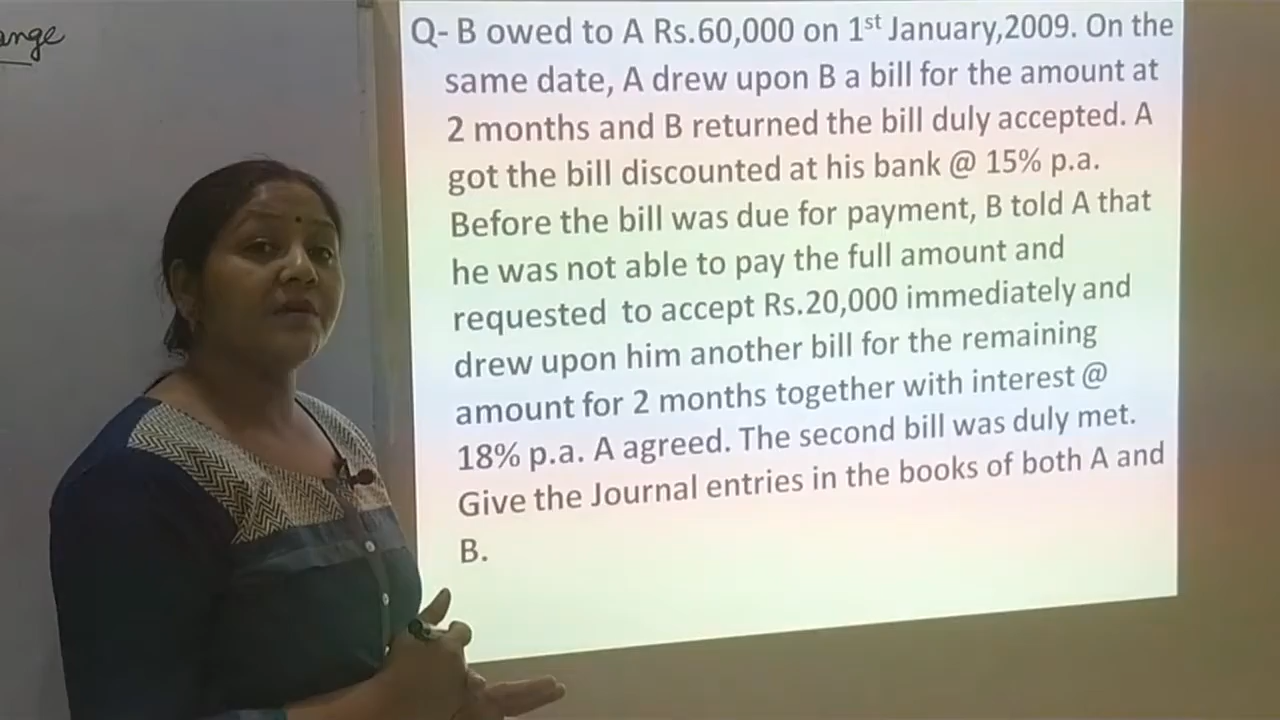 ange
Q- B owed to A Rs.60,000 on 1st January,2009. On the
same date, A drew upon B a bill for the amount at
2 months and B returned the bill duly accepted. A
got the bill discounted at his bank @ 15% p.a.
Before the bill was due for payment, B told A that
he was not able to pay the full amount and
requested to accept Rs.20,000 immediately and
drew upon him another bill for the remaining
amount for 2 months together with interest @
18% p.a. A agreed. The second bill was duly met.
Give the Journal entries in the books of both A and
B.